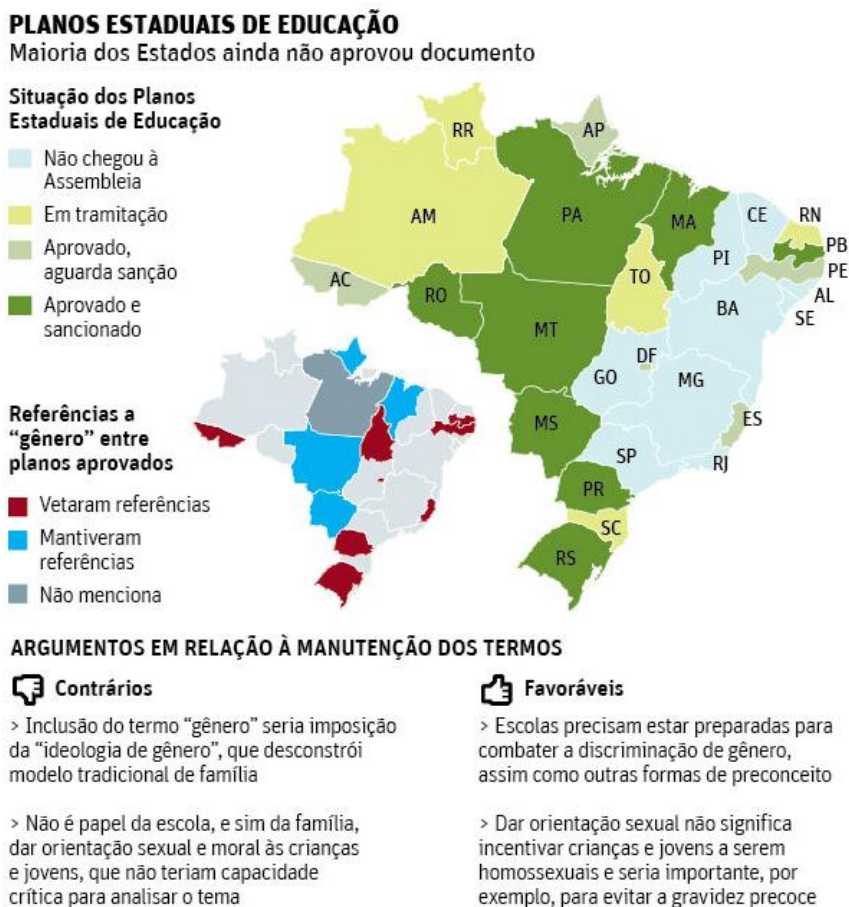 PLANOS ESTADUAIS DE EDUCAÇÃO
Maioria dos Estados ainda não aprovou documento
Situação dos Planos
Estaduais de Educação
Não chegou à
Assembleia
Em tramitação
Aprovado,
aguarda sanção
Aprovado e
sancionado
RR
AP
AM
PA
MA
CE
RN
PB
PE
AL
SE
PI
TO
AC
RO
BA
MT
DF
GO
MG
ES
MS
SP
RJ
PR
SC
RS
Referências a
“gênero” entre
planos aprovados
Vetaram referências
Mantiveram
referências
Não menciona
ARGUMENTOS EM RELAÇÃO À MANUTENÇÃO DOS TERMOS
Contrários
> Inclusão do termo “gênero” seria imposição
da “ideologia de gênero”, que desconstrói
modelo tradicional de família
> Não é papel da escola, e sim da família,
dar orientação sexual e moral às crianças
e jovens, que não teriam capacidade
crítica para analisar o tema
Favoráveis
> Escolas precisam estar preparadas para
combater a discriminação de gênero,
assim como outras formas de preconceito
> Dar orientação sexual não significa
incentivar crianças e jovens a serem
homossexuais e seria importante, por
exemplo, para evitar a gravidez precoce